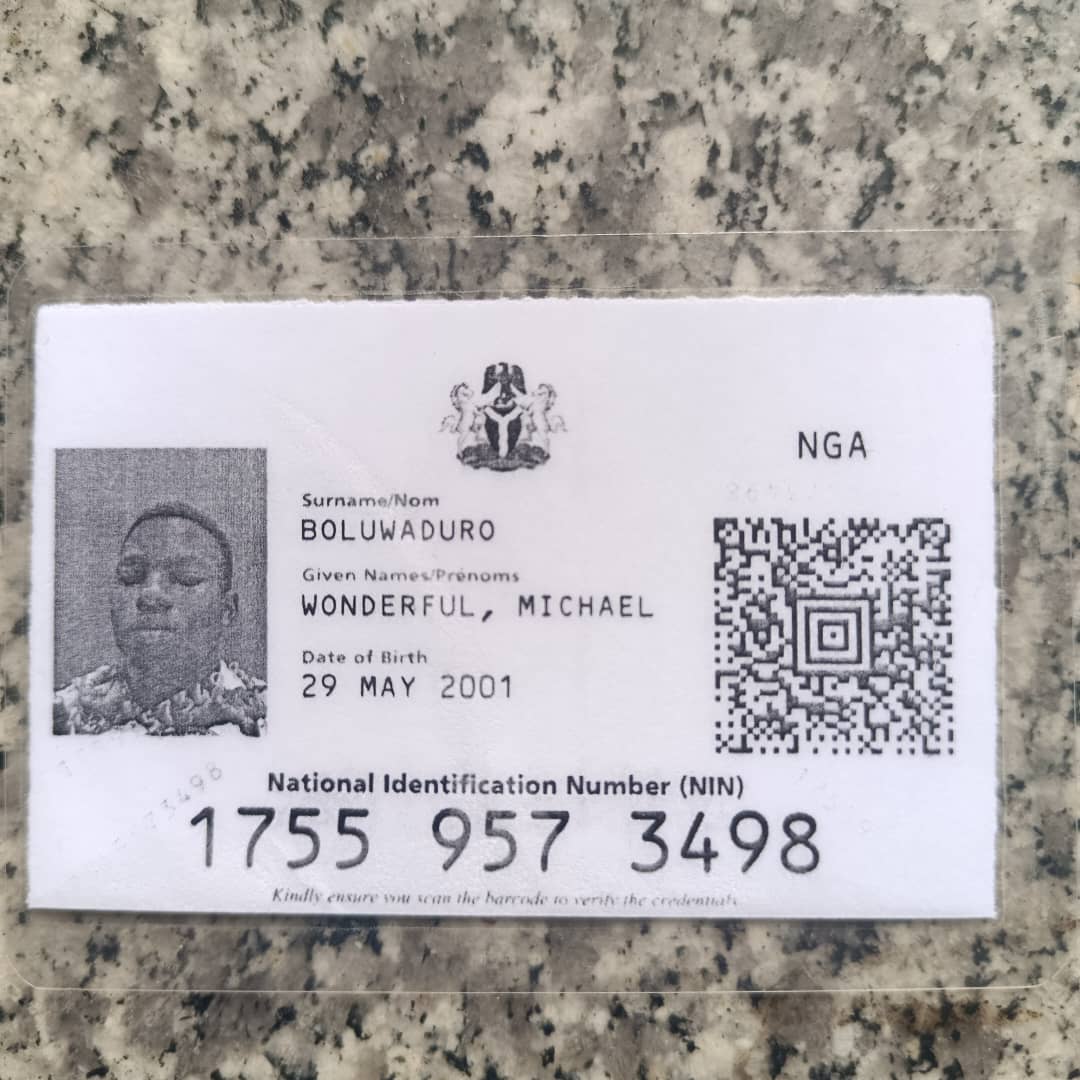 NGA
Surname/Nom
BOLUWADURO
Given Names/Prénoms
WONDERFUL, MICHAEL
Date of Birth
29 MAY 2001
National Identification Number (NIN)
1755 957 3498
Kindly ensure you scan the barcode to verify the credentials